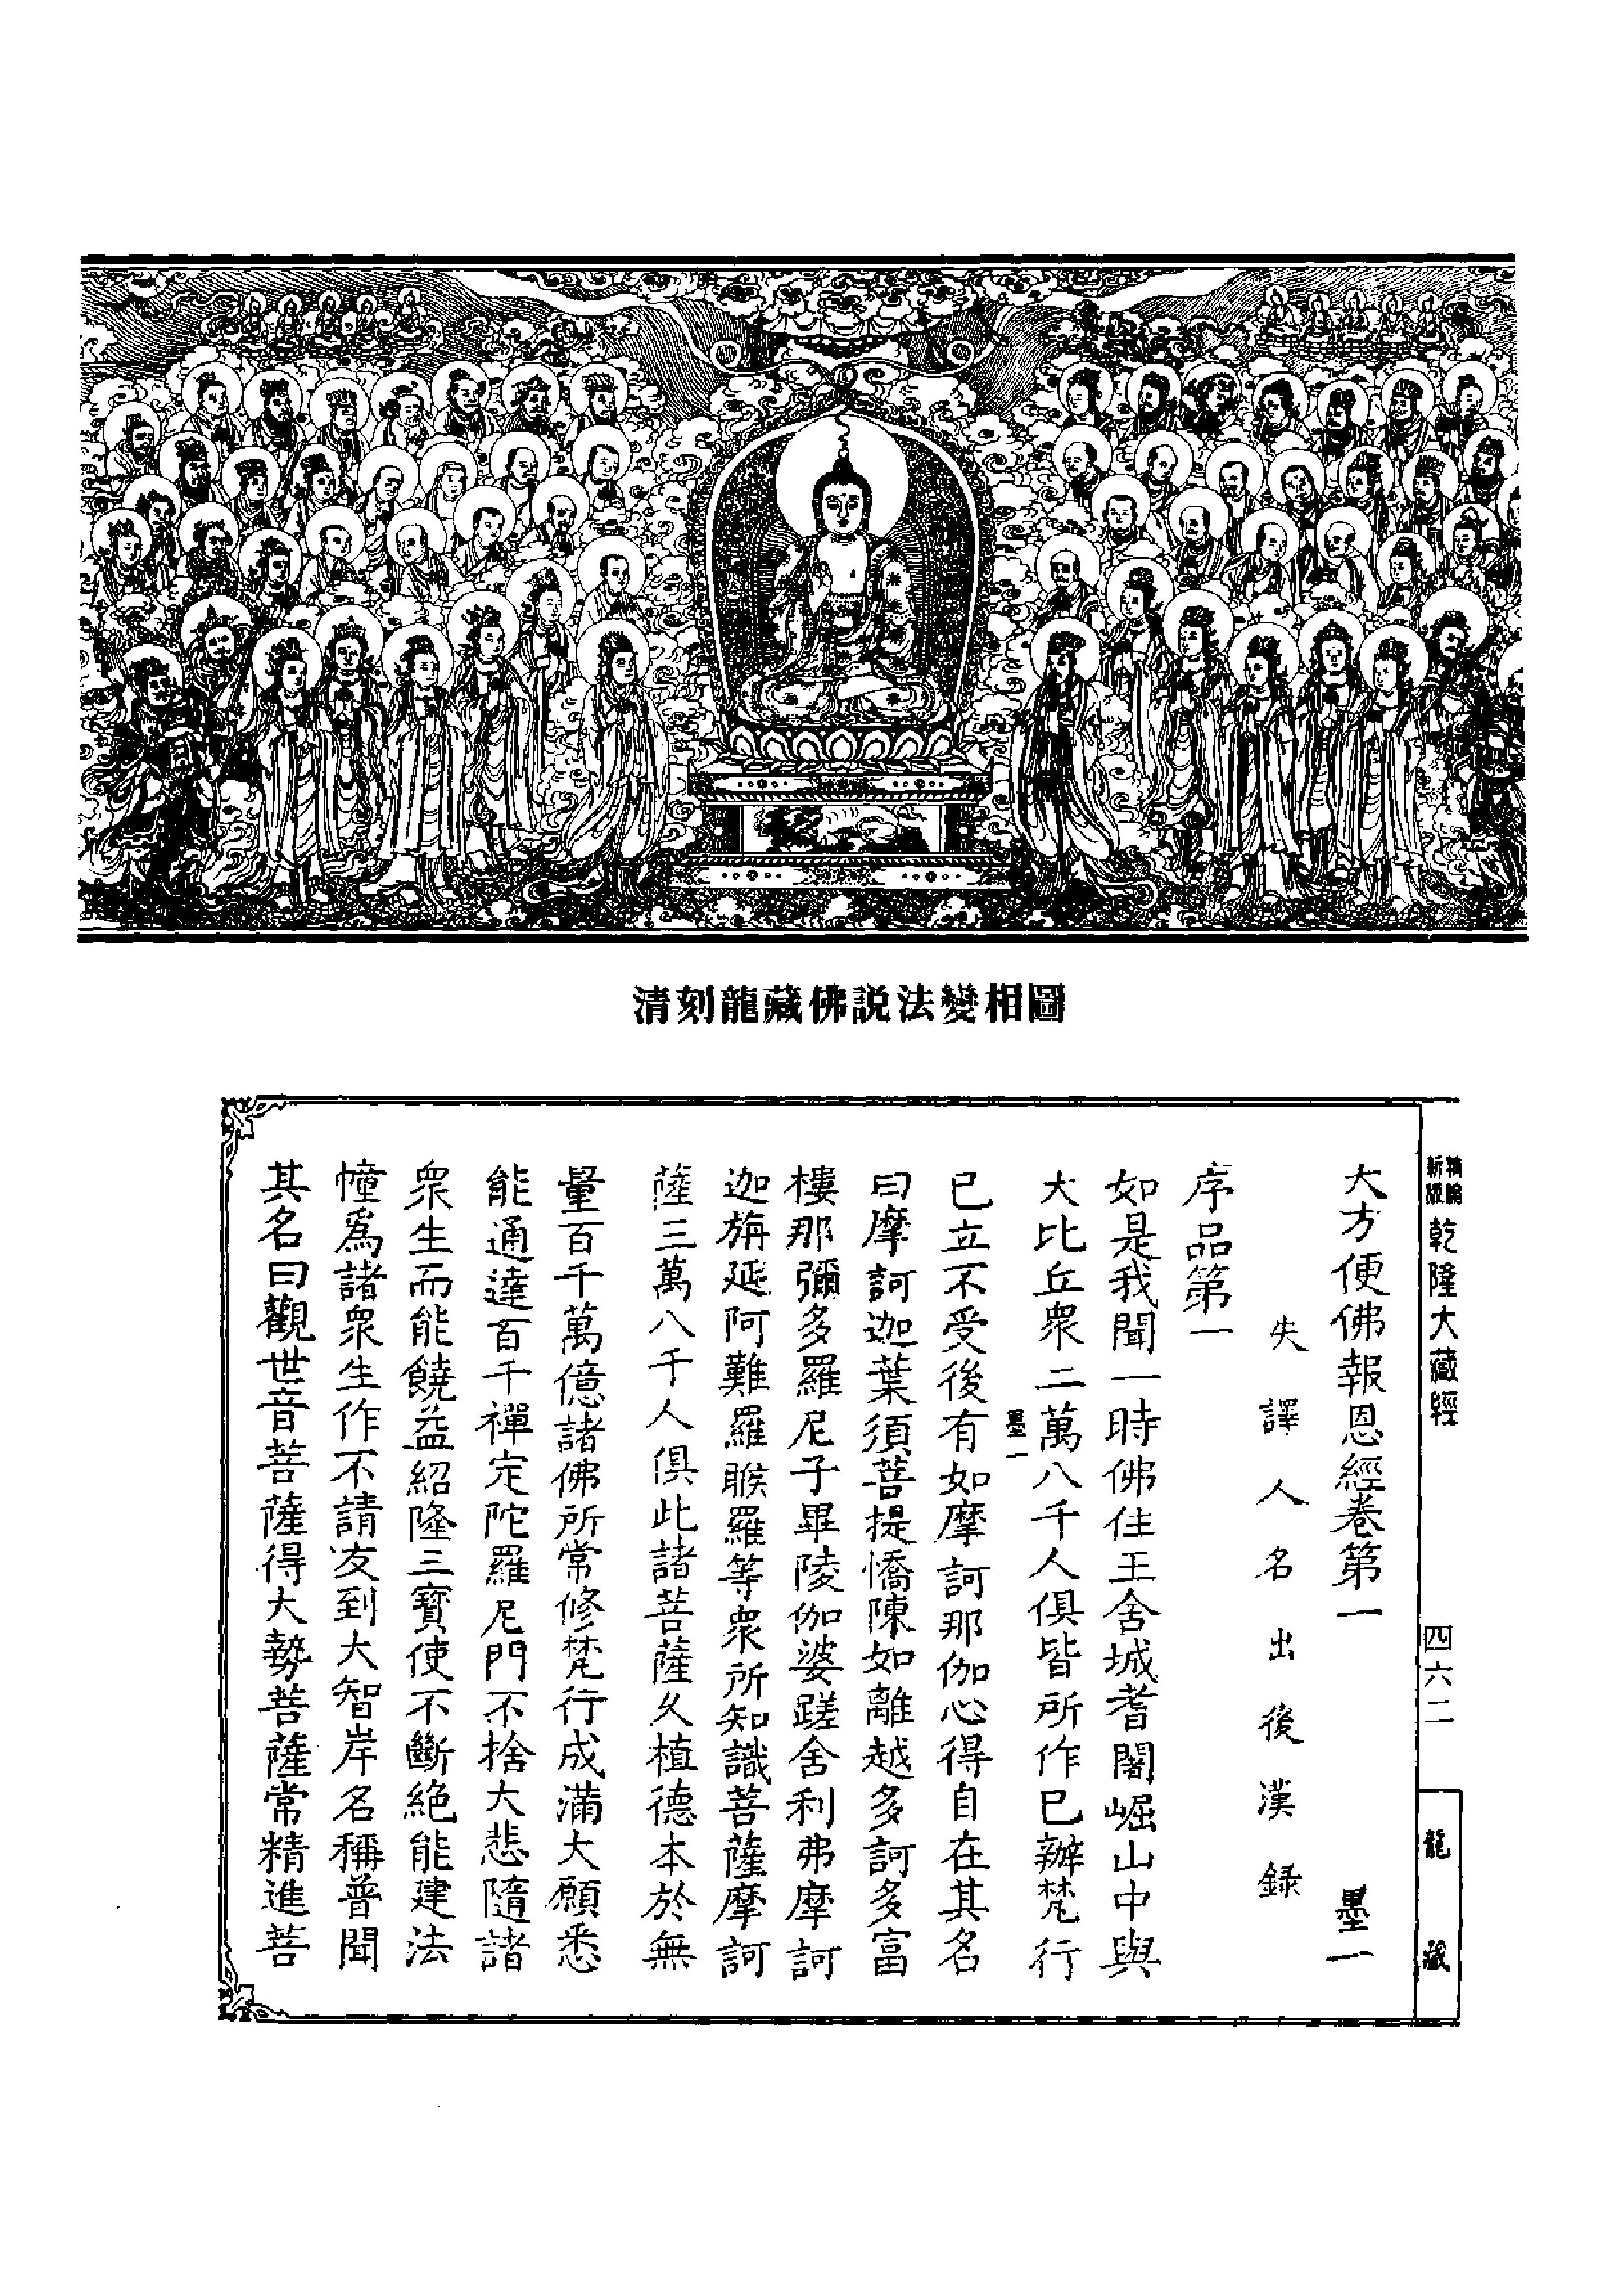 清刻龍藏佛説法變相圖
新版
精縮
乾隆大藏經
四六二
龍藏
大方便佛報恩經卷第一 墨一
失譯人名出後漢錄
序品第一
如是我聞一時佛住王舍城耆闍崛山中與
大比丘衆二萬八千人俱皆所作已辦梵行
墨一
已立不受後有如摩訶那伽心得自在其名
曰摩訶迦葉須菩提憍陳如離越多訶多富
樓那彌多羅尼子畢陵伽婆蹉舍利弗摩訶
迦旃延阿難羅睺羅等衆所知識菩薩摩訶
薩三萬八千人俱此諸菩薩久植德本於無
量百千萬億諸佛所常修梵行成滿大願悉
能通達百千禪定陀羅尼門不捨大悲隨諸
衆生而能饒益紹隆三寶使不斷絶能建法
幢爲諸衆生作不請友到大智岸名稱普聞
其名曰觀世音菩薩得大勢菩薩常精進菩